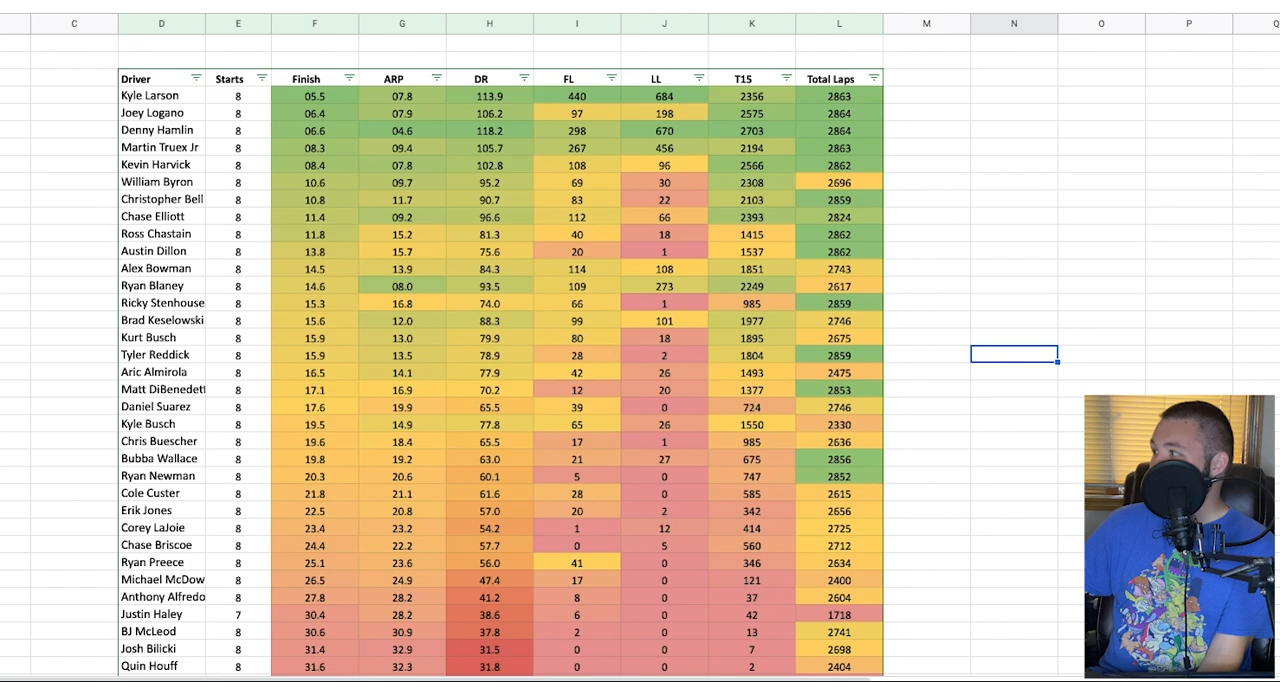 C D E F G H I J K L M N O P Q
Driver Starts Finish ARP DR FL LL T15 Total Laps
Kyle Larson 8 05.5 07.8 113.9 440 684 2356 2863
Joey Logano 8 06.4 07.9 106.2 97 198 2575 2864
Denny Hamlin 8 06.6 04.6 118.2 298 670 2703 2864
Martin Truex Jr 8 08.3 09.4 105.7 267 456 2194 2863
Kevin Harvick 8 08.4 07.8 102.8 108 96 2566 2862
William Byron 8 10.6 09.7 95.2 69 30 2308 2696
Christopher Bell 8 10.8 11.7 90.7 83 22 2103 2859
Chase Elliott 8 11.4 09.2 96.6 112 66 2393 2824
Ross Chastain 8 11.8 15.2 81.3 40 18 1415 2862
Austin Dillon 8 13.8 15.7 75.6 20 1 1537 2862
Alex Bowman 8 14.5 13.9 84.3 114 108 1851 2743
Ryan Blaney 8 14.6 08.0 93.5 109 273 2249 2617
Ricky Stenhouse 8 15.3 16.8 74.0 66 1 985 2859
Brad Keselowski 8 15.6 12.0 88.3 99 101 1977 2746
Kurt Busch 8 15.9 13.0 79.9 80 18 1895 2675
Tyler Reddick 8 15.9 13.5 78.9 28 2 1804 2859
Aric Almirola 8 16.5 14.1 77.9 42 26 1493 2475
Matt DiBenedett 8 17.1 16.9 70.2 12 20 1377 2853
Daniel Suarez 8 17.6 19.9 65.5 39 0 724 2746
Kyle Busch 8 19.5 14.9 77.8 65 26 1550 2330
Chris Buescher 8 19.6 18.4 65.5 17 1 985 2636
Bubba Wallace 8 19.8 19.2 63.0 21 27 675 2856
Ryan Newman 8 20.3 20.6 60.1 5 0 747 2852
Cole Custer 8 21.8 21.1 61.6 28 0 585 2615
Erik Jones 8 22.5 20.8 57.0 20 2 342 2656
Corey LaJoie 8 23.4 23.2 54.2 1 12 414 2725
Chase Briscoe 8 24.4 22.2 57.7 0 5 560 2712
Ryan Preece 8 25.1 23.6 56.0 41 0 346 2634
Michael McDow 8 26.5 24.9 47.4 17 0 121 2400
Anthony Alfredo 8 27.8 28.2 41.2 8 0 37 2604
Justin Haley 7 30.4 28.2 38.6 6 0 42 1718
BJ McLeod 8 30.6 30.9 37.8 2 0 13 2741
Josh Bilicki 8 31.4 32.9 31.5 0 0 7 2698
Quin Houff 8 31.6 32.3 31.8 0 0 2 2404